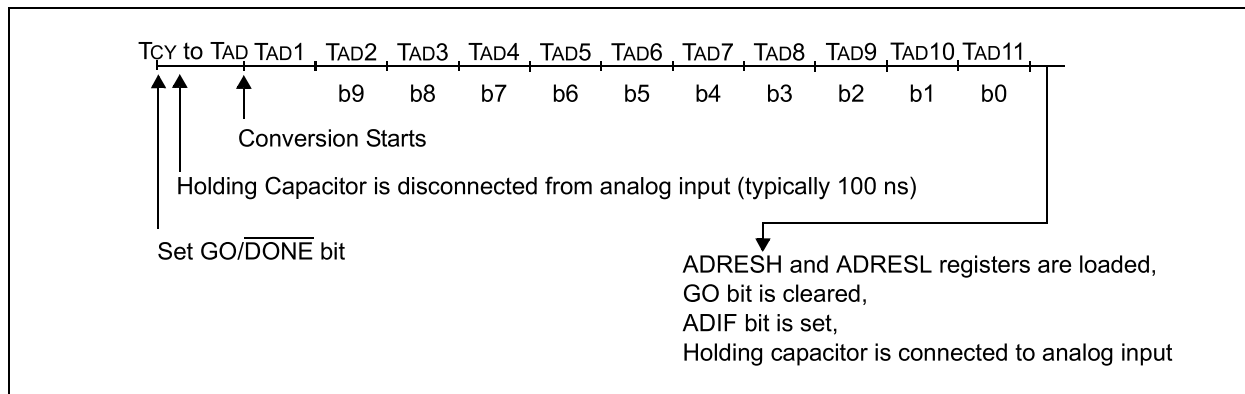 TCY to TAD TAD1 TAD2 TAD3 TAD4 TAD5 TAD6 TAD7 TAD8 TAD9 TAD10 TAD11
b9 b8 b7 b6 b5 b4 b3 b2 b1 b0
Conversion Starts
Holding Capacitor is disconnected from analog input (typically 100 ns)
Set GO/DONE bit
ADRESH and ADRESL registers are loaded,
GO bit is cleared,
ADIF bit is set,
Holding capacitor is connected to analog input